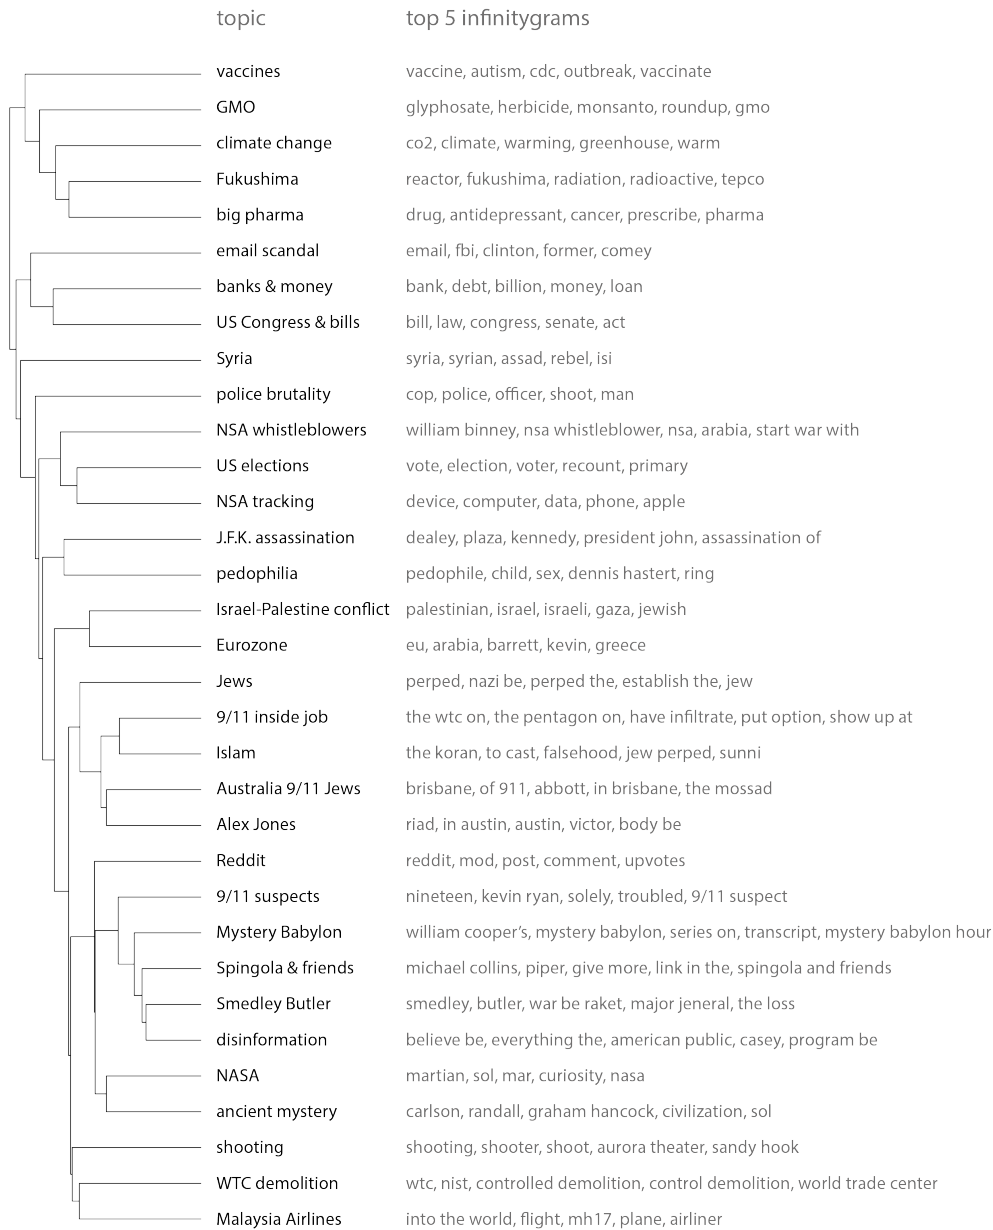 topic top 5 infinitygrams
vaccines vaccine, autism, cdc, outbreak, vaccinate
GMO glyphosate, herbicide, monsanto, roundup, gmo
climate change co2, climate, warming, greenhouse, warm
Fukushima reactor, fukushima, radiation, radioactive, tepco
big pharma drug, antidepressant, cancer, prescribe, pharma
email scandal email, fbi, clinton, former, comey
banks & money bank, debt, billion, money, loan
US Congress & bills bill, law, congress, senate, act
Syria syria, syrian, assad, rebel, isi
police brutality cop, police, officer, shoot, man
NSA whistleblowers william binney, nsa whistleblower, nsa, arabia, start war with
US elections vote, election, voter, recount, primary
NSA tracking device, computer, data, phone, apple
J.F.K. assassination dealey, plaza, kennedy, president john, assassination of
pedophilia pedophile, child, sex, dennis hastert, ring
Israel-Palestine conflict palestinian, israel, israeli, gaza, jewish
Eurozone eu, arabia, barrett, kevin, greece
Jews perped, nazi be, perped the, establish the, jew
9/11 inside job the wtc on, the pentagon on, have infiltrate, put option, show up at
Islam the koran, to cast, falsehood, jew perped, sunni
Australia 9/11 Jews brisbane, of 911, abbott, in brisbane, the mossad
Alex Jones riad, in austin, austin, victor, body be
Reddit reddit, mod, post, comment, upvotes
9/11 suspects nineteen, kevin ryan, solely, troubled, 9/11 suspect
Mystery Babylon william cooper's, mystery babylon, series on, transcript, mystery babylon hour
Spingola & friends michael collins, piper, give more, link in the, spingola and friends
Smedley Butler smedley, butler, war be raket, major jeneral, the loss
disinformation believe be, everything the, american public, casey, program be
NASA martian, sol, mar, curiosity, nasa
ancient mystery carlson, randall, graham hancock, civilization, sol
shooting shooting, shooter, shoot, aurora theater, sandy hook
WTC demolition wtc, nist, controlled demolition, control demolition, world trade center
Malaysia Airlines into the world, flight, mh17, plane, airliner